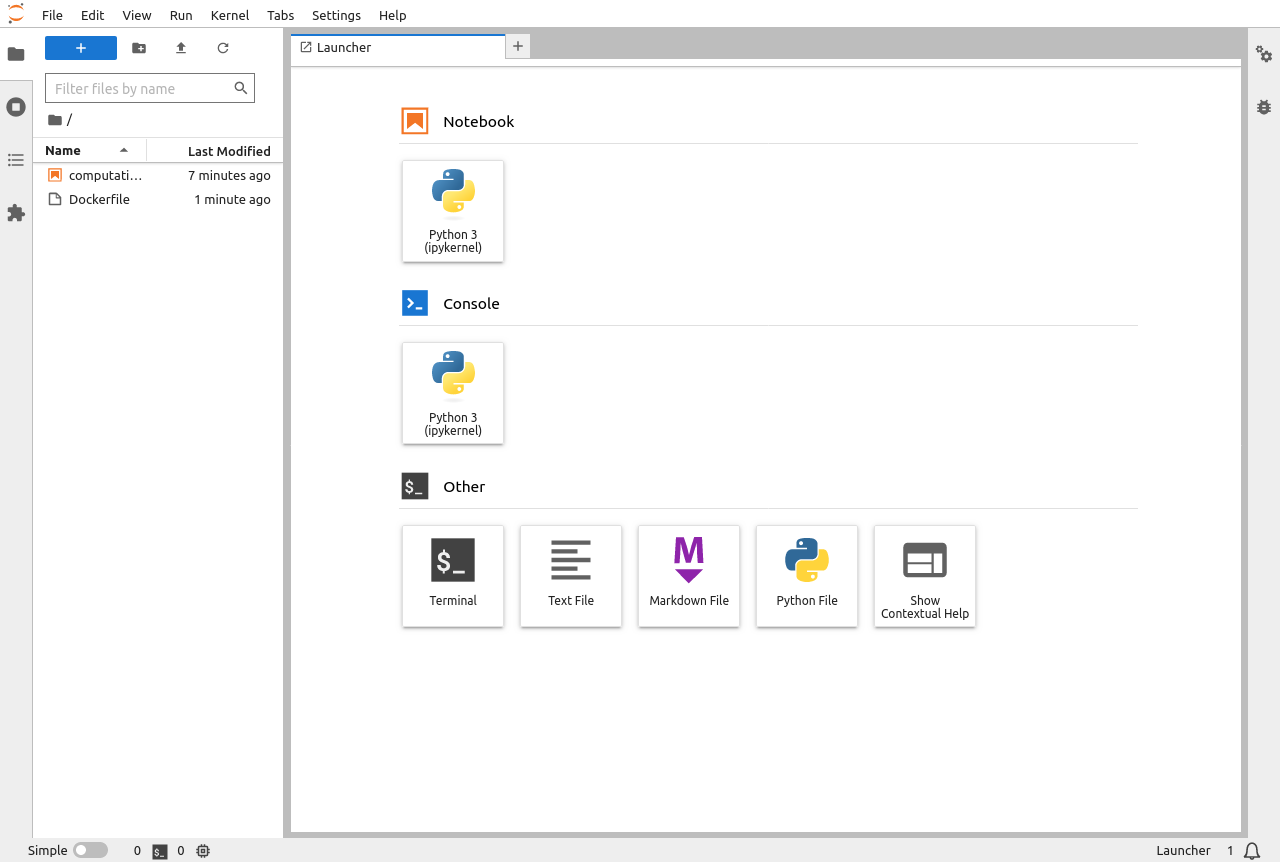 File Edit View Run Kernel Tabs Settings Help
Launcher
Filter files by name
/
Name Last Modified
computati… 7 minutes ago
Dockerfile 1 minute ago
Notebook
Python 3
(ipykernel)
Console
Python 3
(ipykernel)
$_ Other
$_
Terminal
Text File
Markdown File
Python File
Show
Contextual Help
Simple 0 $_ 0 Launcher 1